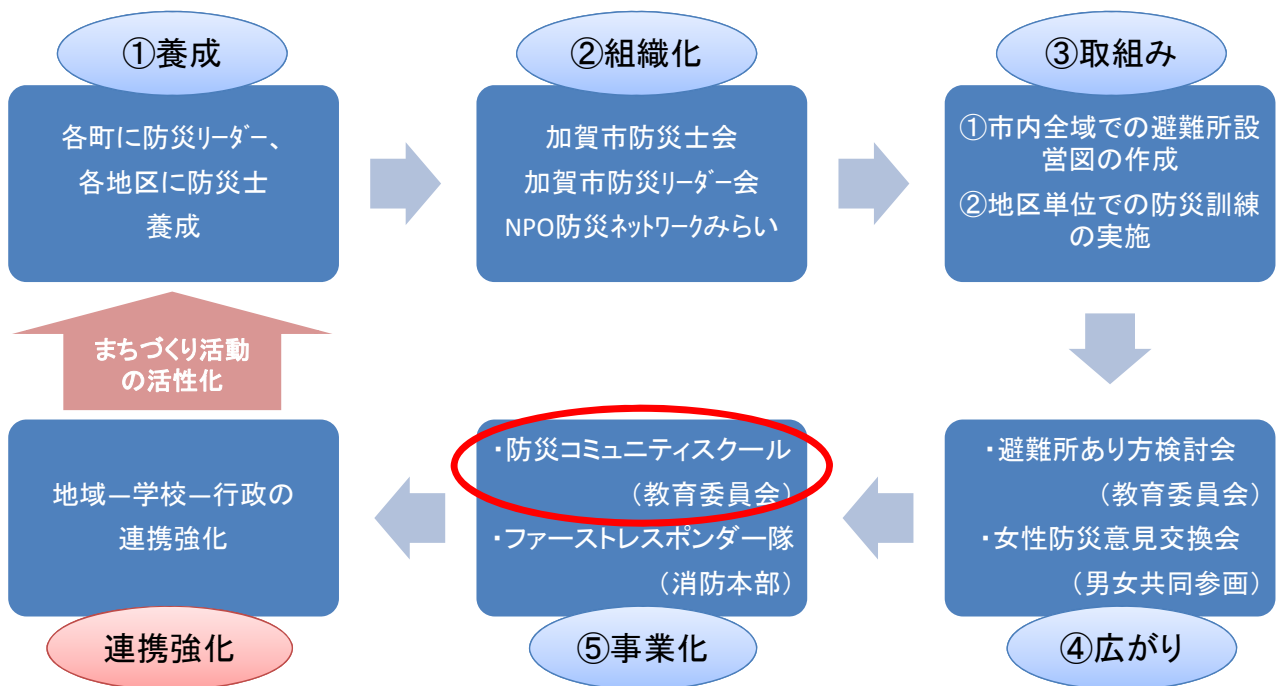 ①養成
各町に防災リーダー、
各地区に防災士
養成
②組織化
加賀市防災士会
加賀市防災リーダー会
NPO防災ネットワークみらい
③取組み
①市内全域での避難所設
営図の作成
②地区単位での防災訓練
の実施
・避難所あり方検討会
（教育委員会）
・女性防災意見交換会
（男女共同参画）
④広がり
・防災コミュニティスクール
（教育委員会）
・ファーストレスポンダー隊
（消防本部）
⑤事業化
地域―学校―行政の
連携強化
連携強化
まちづくり活動
の活性化